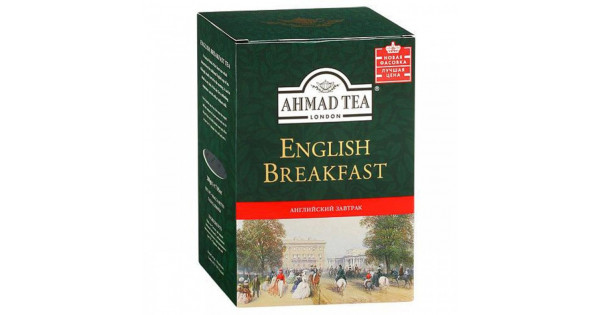 ENGLISH BREAKFAST TEA
НОВАЯ
ФАСОВКА
ЛУЧШАЯ
ЦЕНА
AHMAD TEA®
LONDON
ENGLISH
BREAKFAST
АНГЛИЙСКИЙ ЗАВТРАК